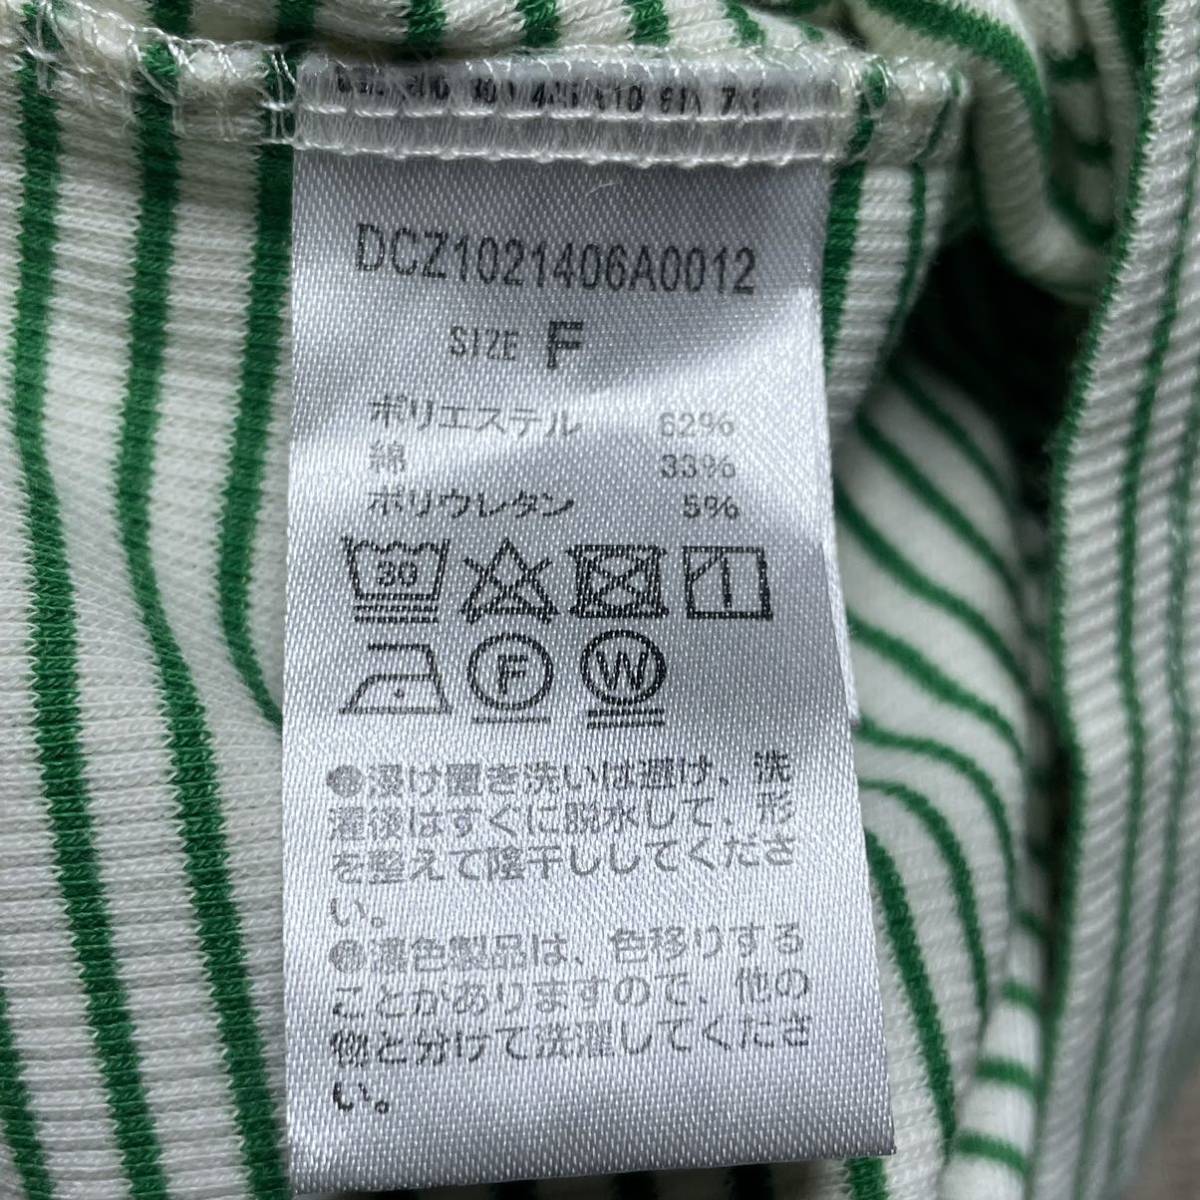 DCZ1021406A0012
SIZE F
ポリエステル 62%
綿 33%
ポリウレタン 5%
30
F
W
●浸け置き洗いは避け、洗
濯後はすぐに脱水して、形
を整えて陰干ししてくださ
い。
●濃色製品は、色移りする
ことがありますので、他の
物と分けて洗濯してくださ
い。